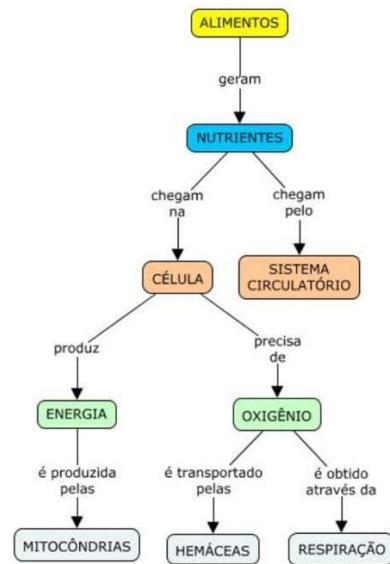 ALIMENTOS
geram
NUTRIENTES
chegam
na
chegam
pelo
CÉLULA
SISTEMA
CIRCULATÓRIO
produz
precisa
de
ENERGIA
OXIGÊNIO
é produzida
pelas
é transportado
pelas
é obtido
através da
MITOCÔNDRIAS
HEMÁCEAS
RESPIRAÇÃO